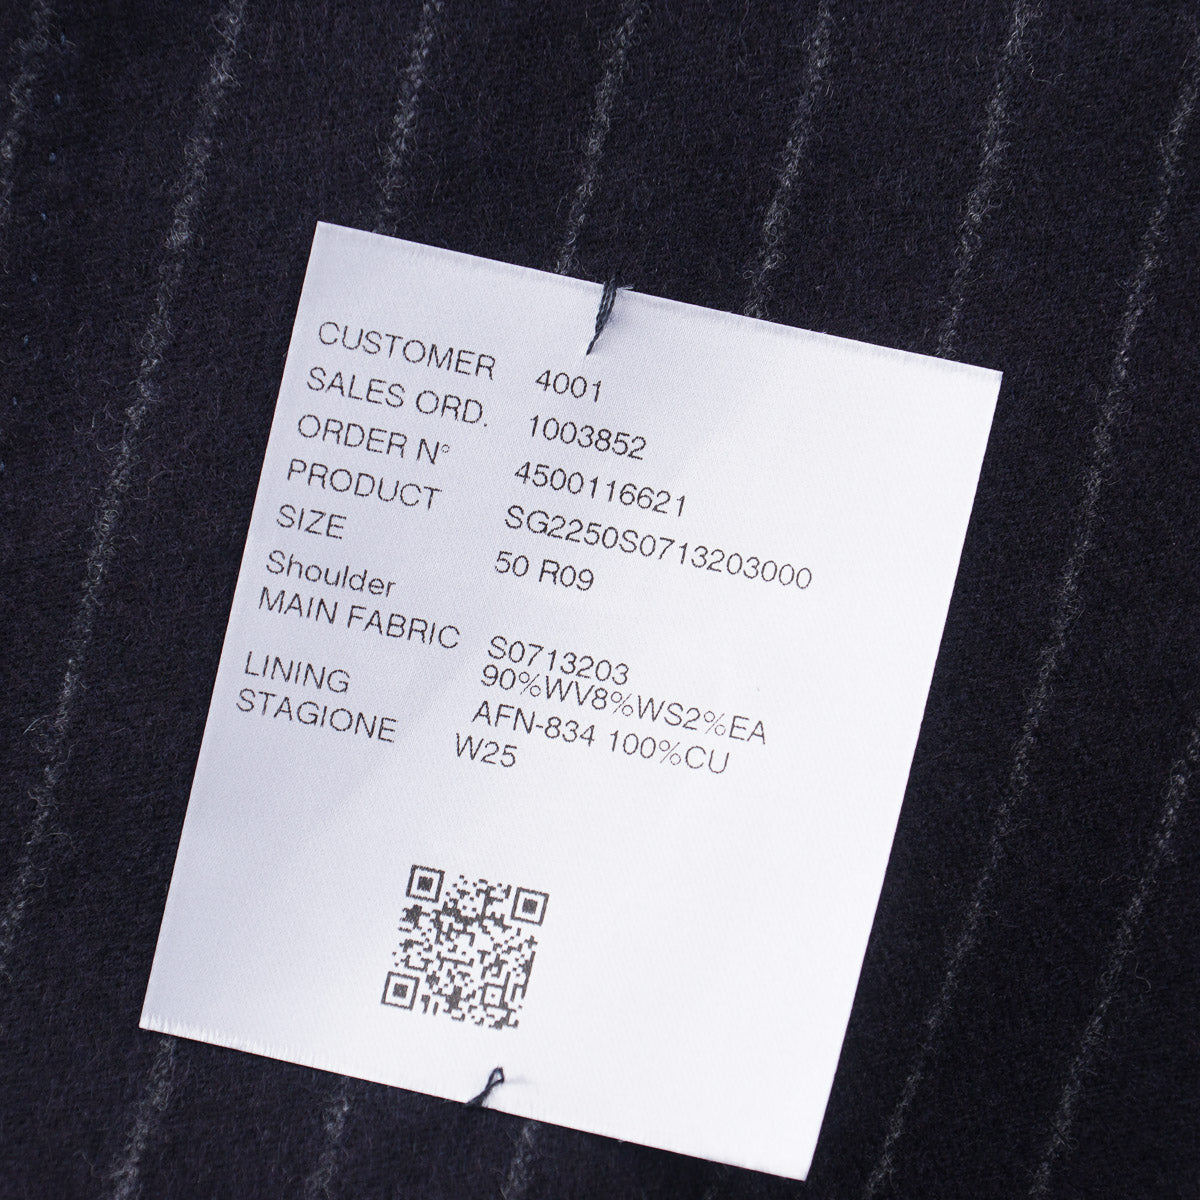 CUSTOMER 4001
SALES ORD. 1003852
ORDER N° 4500116621
PRODUCT SG2250S0713203000
SIZE 50 R09
Shoulder
MAIN FABRIC S0713203
90%WV8%WS2%EA
LINING AFN-834 100%CU
STAGIONE W25